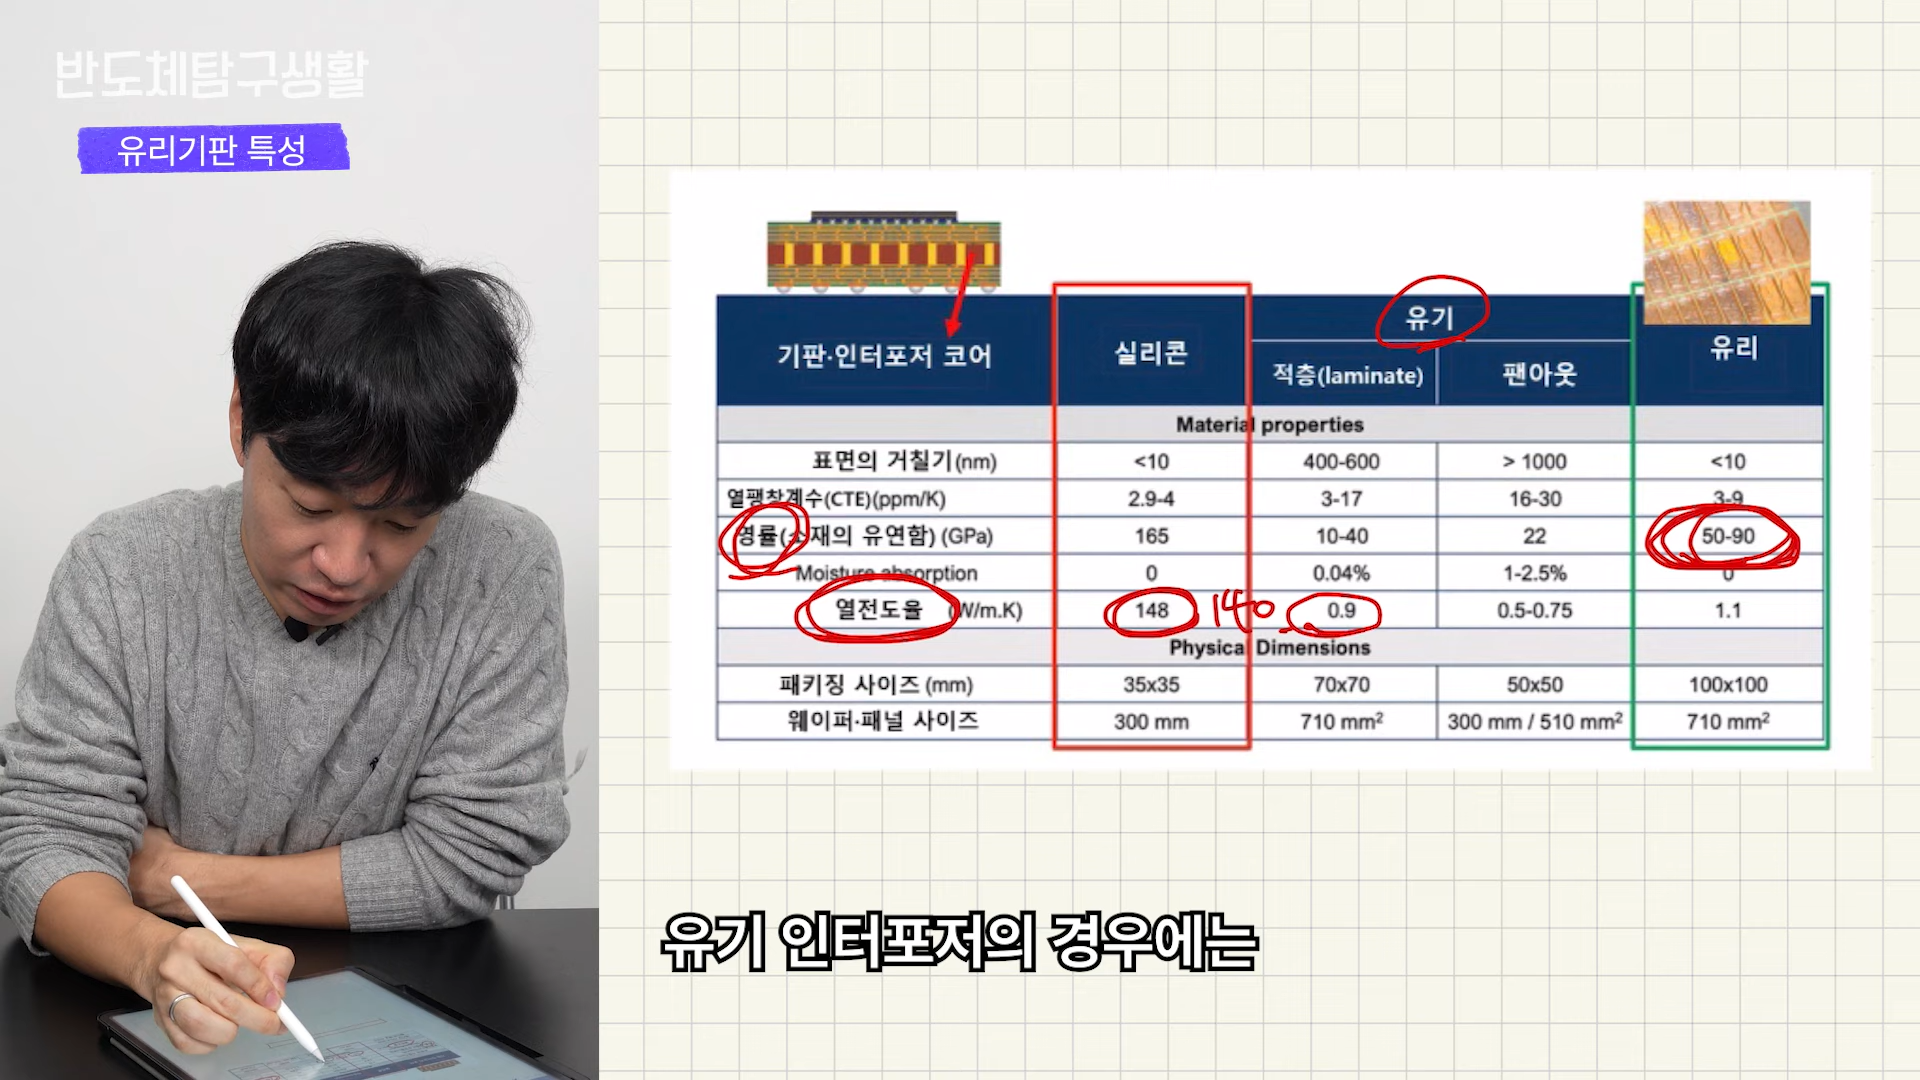 반도체탐구생활
유리기판 특성
기판·인터포저 코어
실리콘
유기
적층(laminate)
팬아웃
유리
Material properties
표면의 거칠기(nm) <10 400-600 > 1000 <10
열팽창계수(CTE)(ppm/K) 2.9-4 3-17 16-30 3-9
영률(소재의 유연함) (GPa) 165 10-40 22 50-90
Moisture absorption 0 0.04% 1-2.5% 0
열전도율 (W/m.K) 148 140 0.9 0.5-0.75 1.1
Physical Dimensions
패키징 사이즈 (mm) 35x35 70x70 50x50 100x100
웨이퍼·패널 사이즈 300 mm 710 mm² 300 mm / 510 mm² 710 mm²
유기 인터포저의 경우에는